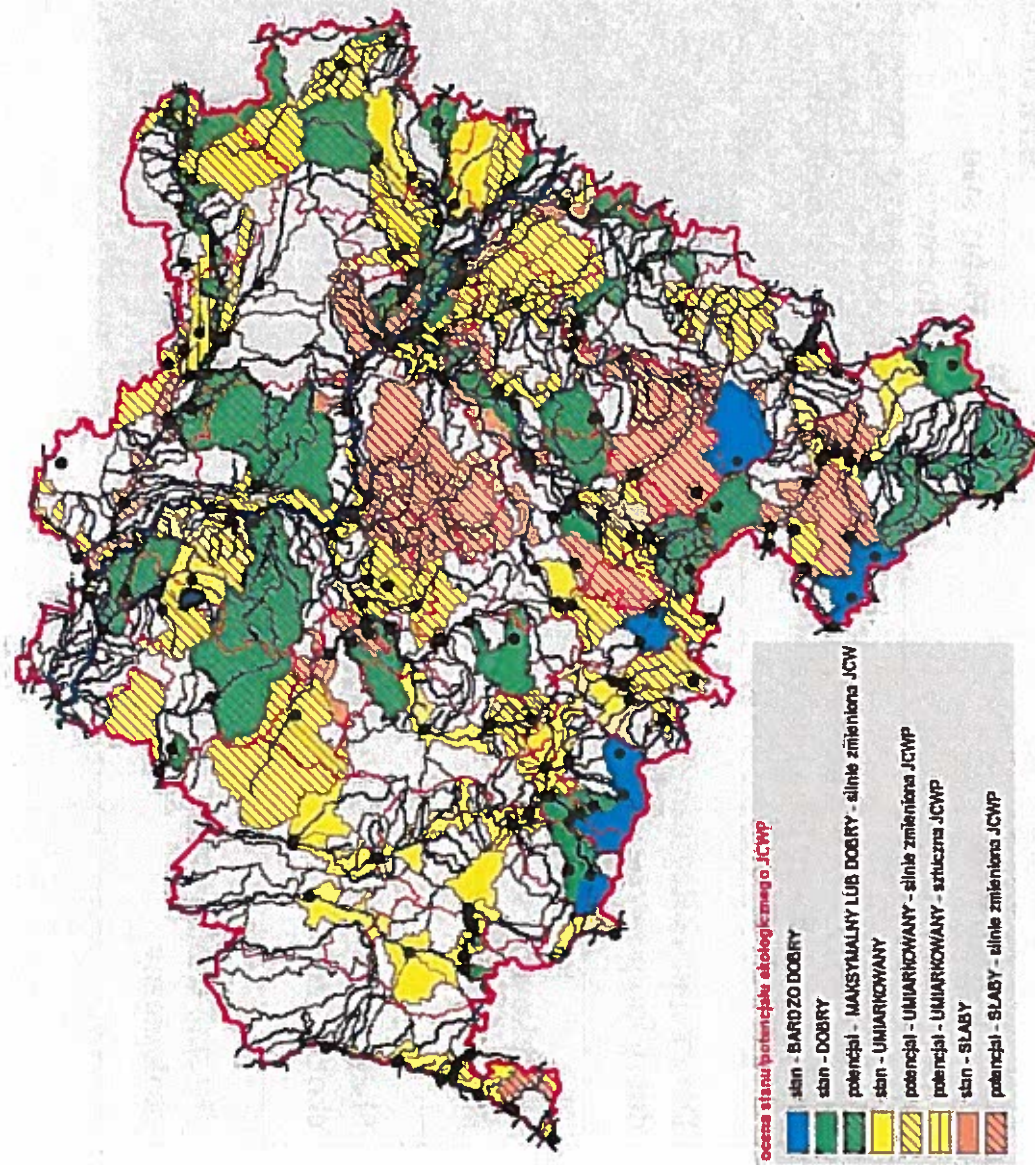 ocena stanu/potencjału ekologicznego JCWP
stan - BARDZO DOBRY
stan - DOBRY
potencjał - MAKSYMALNY LUB DOBRY - silnie zmieniona JCW
stan - UMIARKOWANY
potencjał - UMIARKOWANY - silnie zmieniona JCWP
potencjał - UMIARKOWANY - sztuczna JCWP
stan - SŁABY
potencjał - SŁABY - silnie zmieniona JCWP